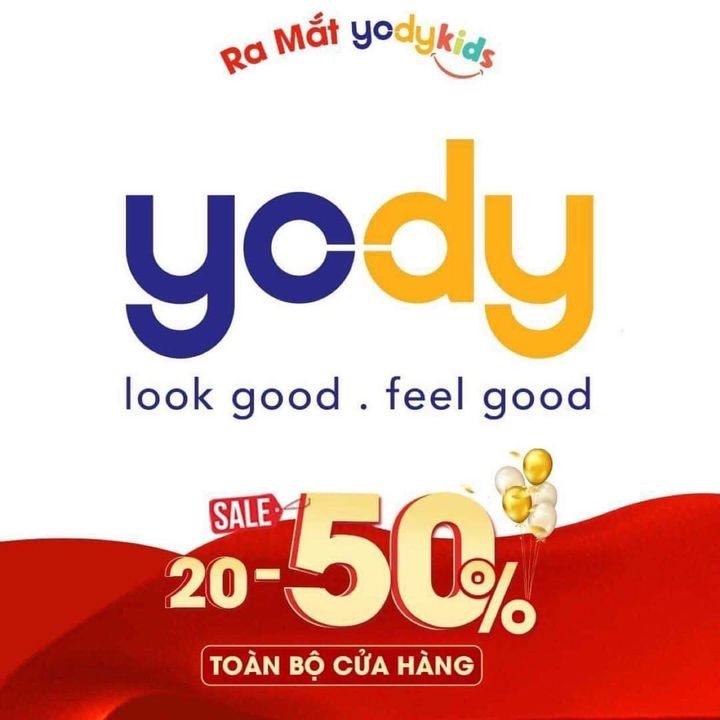 Ra Mắt yodykids
yody
look good . feel good
SALE
20-50%
TOÀN BỘ CỬA HÀNG